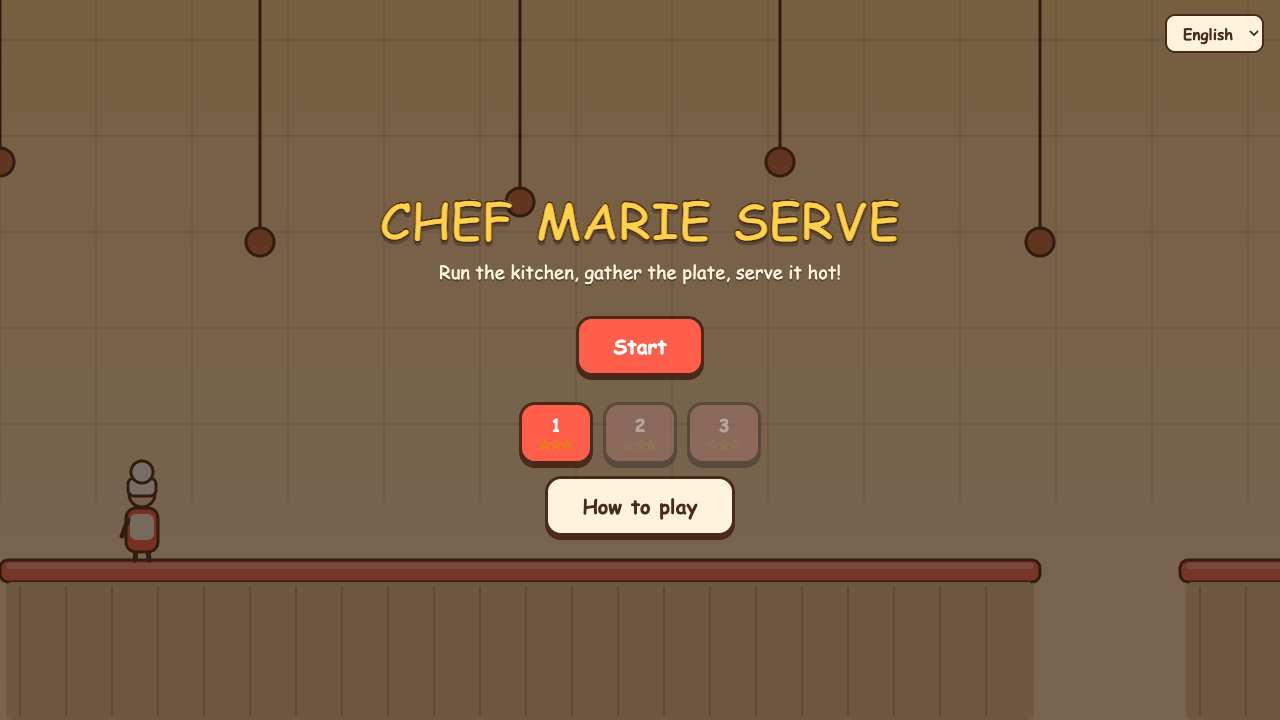 English
CHEF MARIE SERVE
Run the kitchen, gather the plate, serve it hot!
Start
1 2 3
☆☆☆ ☆☆☆ ☆☆☆
How to play